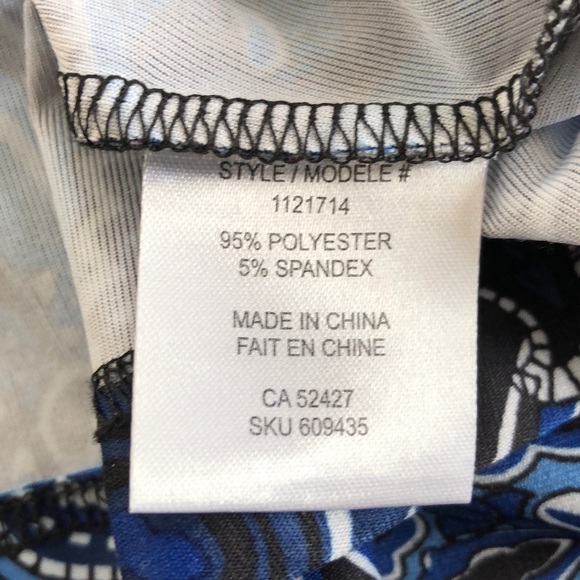 STYLE / MODELE #
1121714
95% POLYESTER
5% SPANDEX
MADE IN CHINA
FAIT EN CHINE
CA 52427
SKU 609435